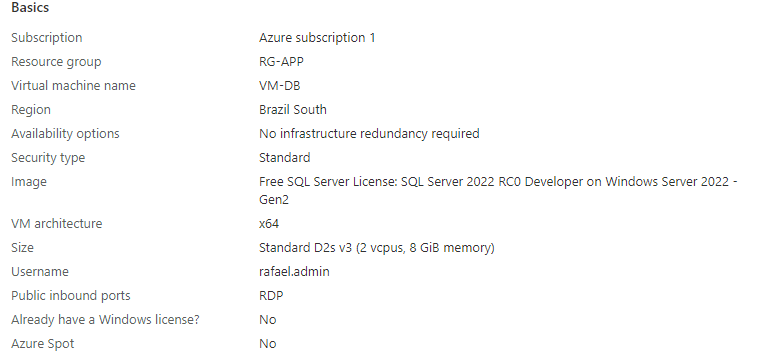 Basics
Subscription Azure subscription 1
Resource group RG-APP
Virtual machine name VM-DB
Region Brazil South
Availability options No infrastructure redundancy required
Security type Standard
Image Free SQL Server License: SQL Server 2022 RC0 Developer on Windows Server 2022 -
Gen2
VM architecture x64
Size Standard D2s v3 (2 vcpus, 8 GiB memory)
Username rafael.admin
Public inbound ports RDP
Already have a Windows license? No
Azure Spot No